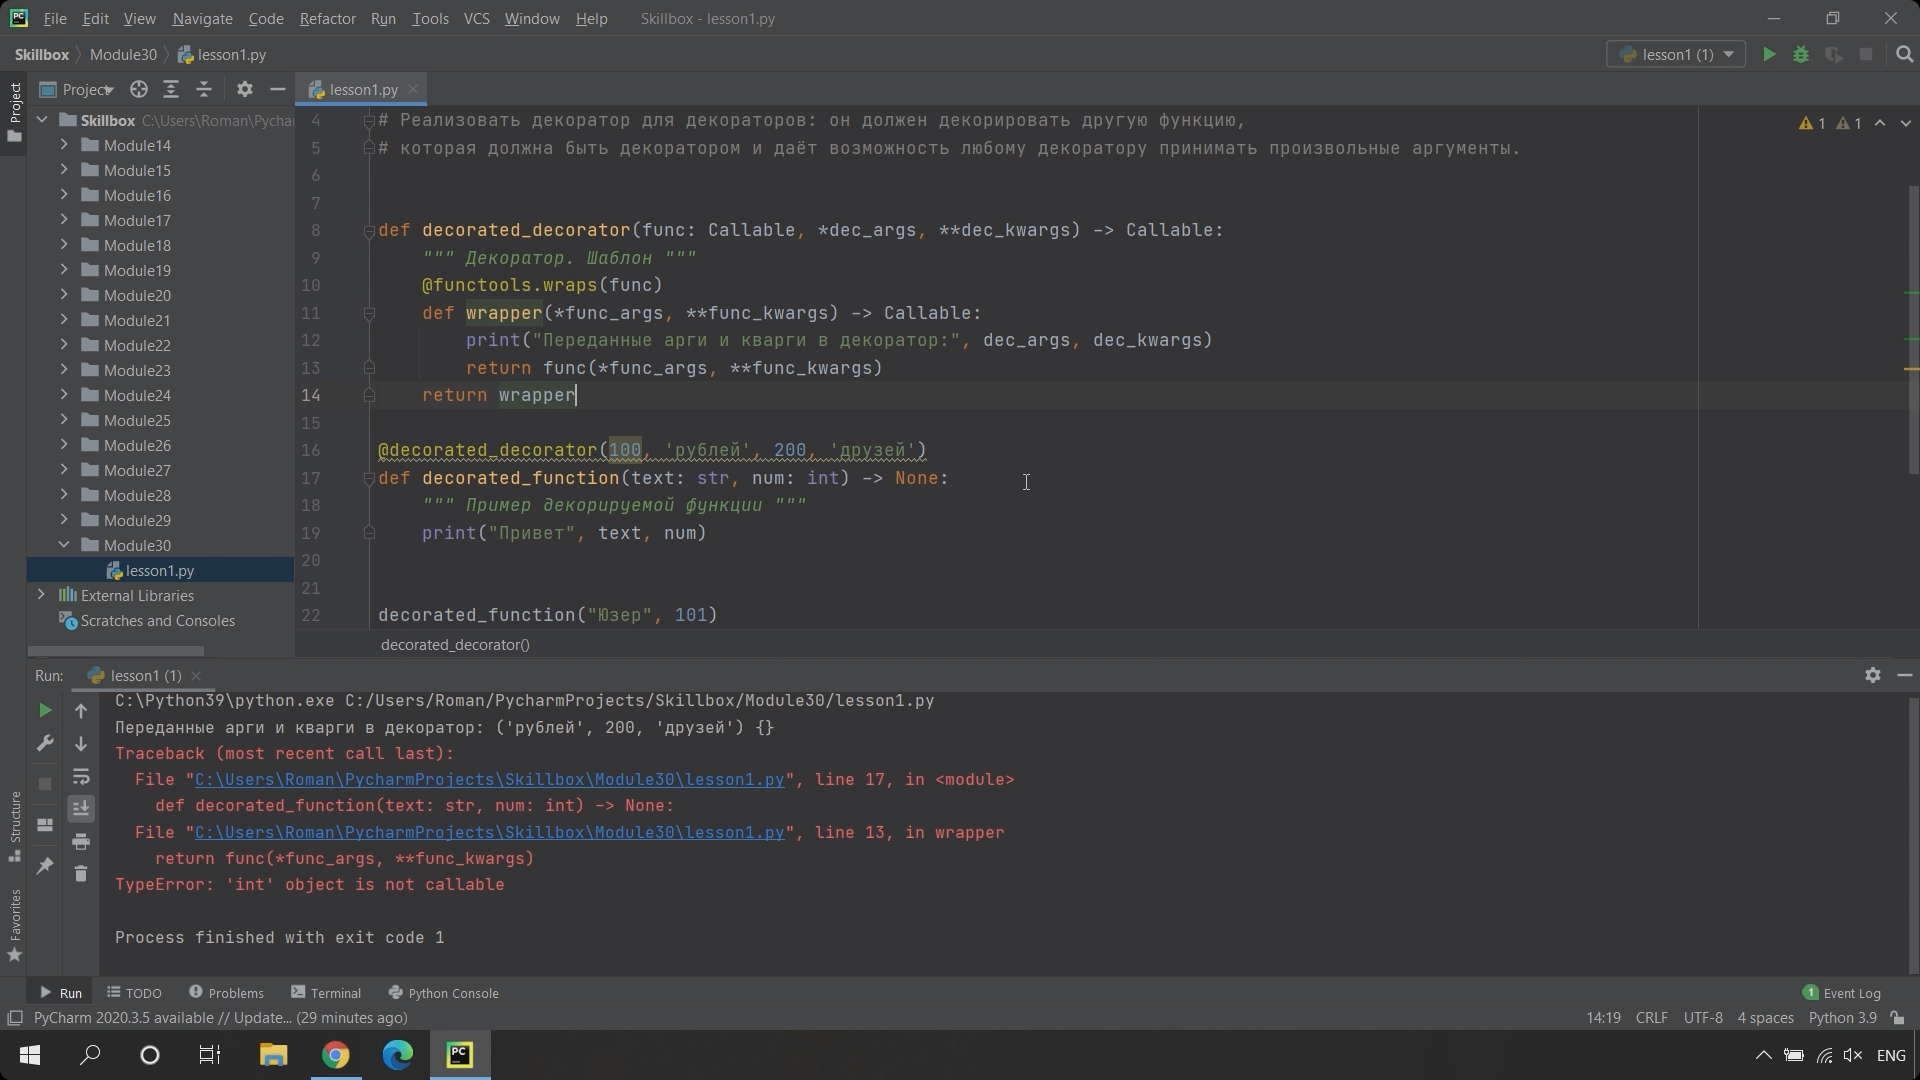 File Edit View Navigate Code Refactor Run Tools VCS Window Help Skillbox - lesson1.py
Skillbox Module30 lesson1.py lesson1 (1)
Project lesson1.py
Project
Skillbox C:\Users\Roman\Pychar
Module14
Module15
Module16
Module17
Module18
Module19
Module20
Module21
Module22
Module23
Module24
Module25
Module26
Module27
Module28
Module29
Module30
lesson1.py
External Libraries
Scratches and Consoles
1 1
4 # Реализовать декоратор для декораторов: он должен декорировать другую функцию,
5 # которая должна быть декоратором и даёт возможность любому декоратору принимать произвольные аргументы.
6
7
8 def decorated_decorator(func: Callable, *dec_args, **dec_kwargs) -> Callable:
9 """ Декоратор. Шаблон """
10 @functools.wraps(func)
11 def wrapper(*func_args, **func_kwargs) -> Callable:
12 print("Переданные арги и кварги в декоратор:", dec_args, dec_kwargs)
13 return func(*func_args, **func_kwargs)
14 return wrapper
15
16 @decorated_decorator(100, 'рублей', 200, 'друзей')
17 def decorated_function(text: str, num: int) -> None:
18 """ Пример декорируемой функции """
19 print("Привет", text, num)
20
21
22 decorated_function("Юзер", 101)
decorated_decorator()
Run: lesson1 (1)
C:\Python39\python.exe C:/Users/Roman/PycharmProjects/Skillbox/Module30/lesson1.py
Переданные арги и кварги в декоратор: ('рублей', 200, 'друзей') {}
Traceback (most recent call last):
File "C:\Users\Roman\PycharmProjects\Skillbox\Module30\lesson1.py", line 17, in <module>
def decorated_function(text: str, num: int) -> None:
File "C:\Users\Roman\PycharmProjects\Skillbox\Module30\lesson1.py", line 13, in wrapper
return func(*func_args, **func_kwargs)
TypeError: 'int' object is not callable
Process finished with exit code 1
Structure
Favorites
Run TODO Problems Terminal Python Console 1 Event Log
PyCharm 2020.3.5 available // Update... (29 minutes ago) 14:19 CRLF UTF-8 4 spaces Python 3.9
PC ENG